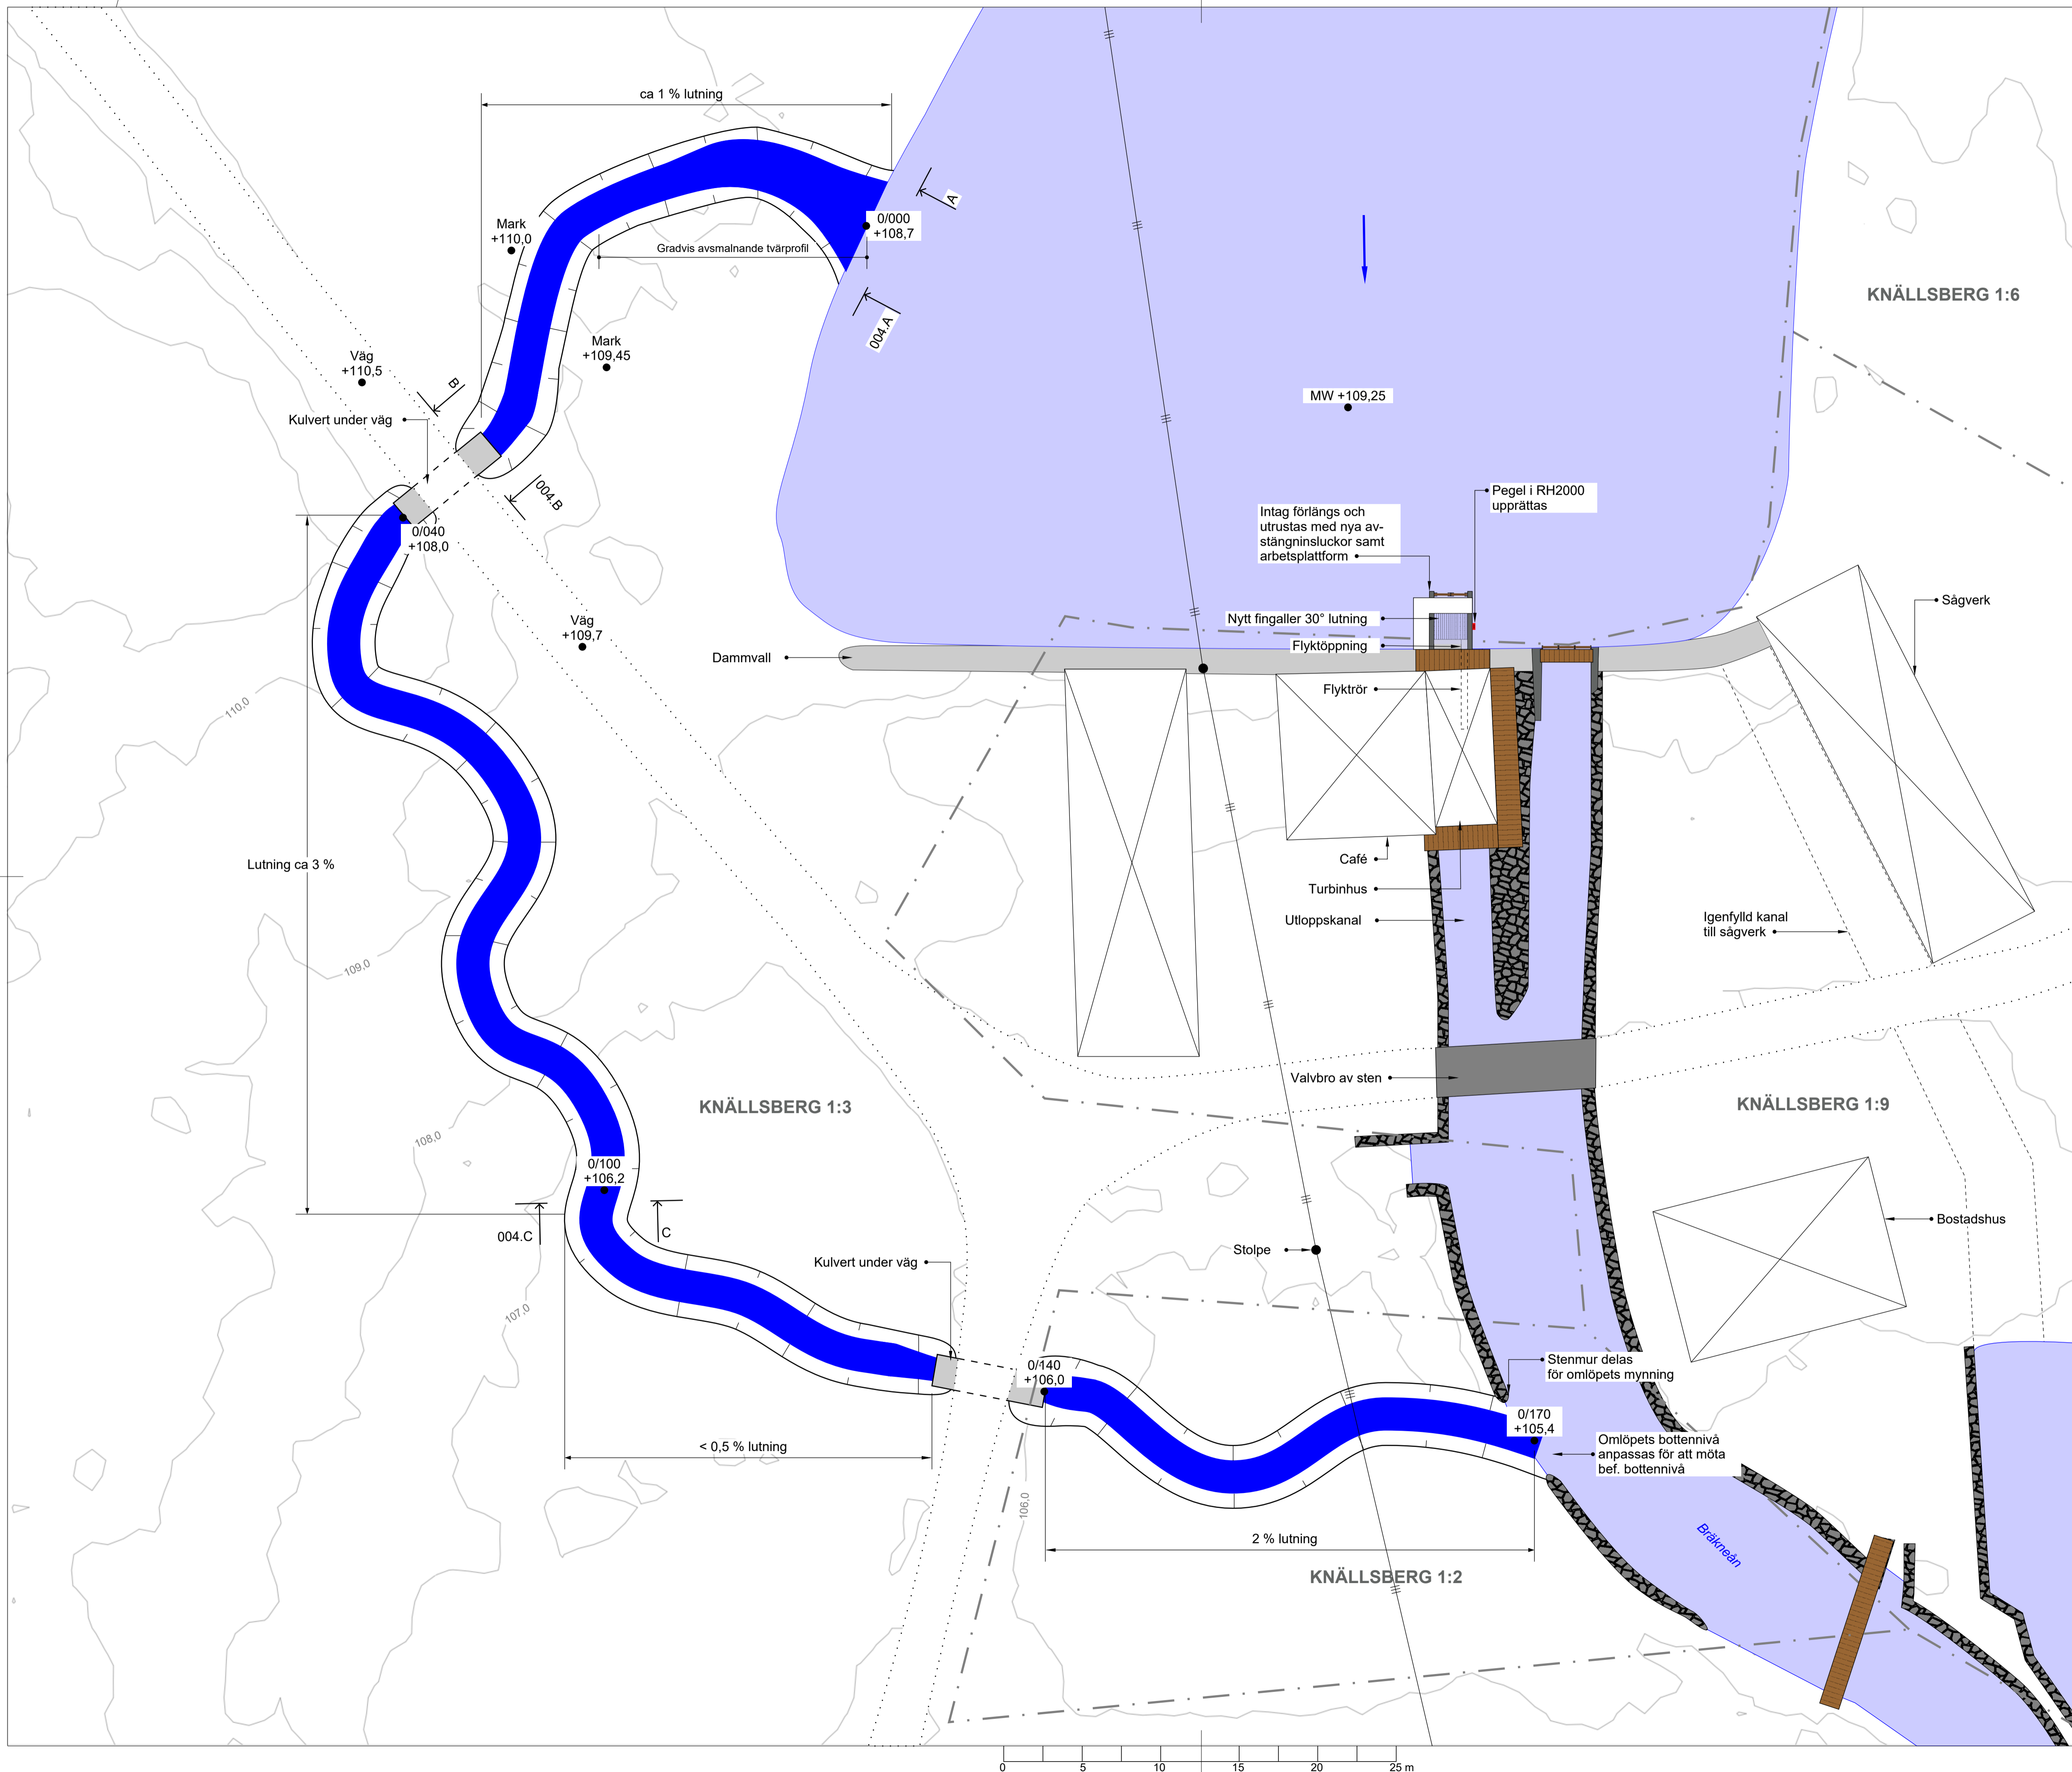 ca 1 % lutning
A
0/000
+108,7
Mark
+110,0
Gradvis avsmalnande tvärprofil
KNÄLLSBERG 1:6
004.A
Mark
+109,45
Väg
+110,5
B
MW +109,25
Kulvert under väg
004.B
Pegel i RH2000
upprättas
Intag förlängs och
utrustas med nya av-
stängninsluckor samt
arbetsplattform
0/040
+108,0
Sågverk
Väg
+109,7
Nytt fingaller 30° lutning
Flyktöppning
Dammvall
Flyktrör
110,0
Lutning ca 3 %
Café
Turbinhus
Utloppskanal
Igenfylld kanal
till sågverk
109,0
Valvbro av sten
KNÄLLSBERG 1:3
KNÄLLSBERG 1:9
108,0
0/100
+106,2
004.C
C
Bostadshus
Stolpe
Kulvert under väg
107,0
0/140
+106,0
Stenmur delas
för omlöpets mynning
0/170
+105,4
< 0,5 % lutning
Omlöpets bottennivå
anpassas för att möta
bef. bottennivå
106,0
2 % lutning
Bräkneån
KNÄLLSBERG 1:2
0 5 10 15 20 25 m